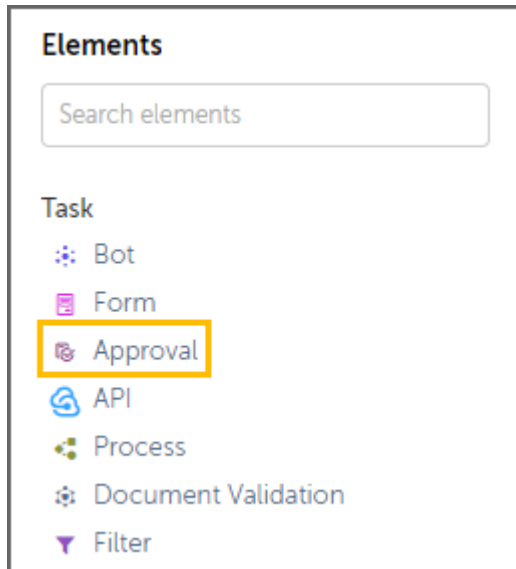 Elements
Search elements
Task
Bot
Form
Approval
API
Process
Document Validation
Filter